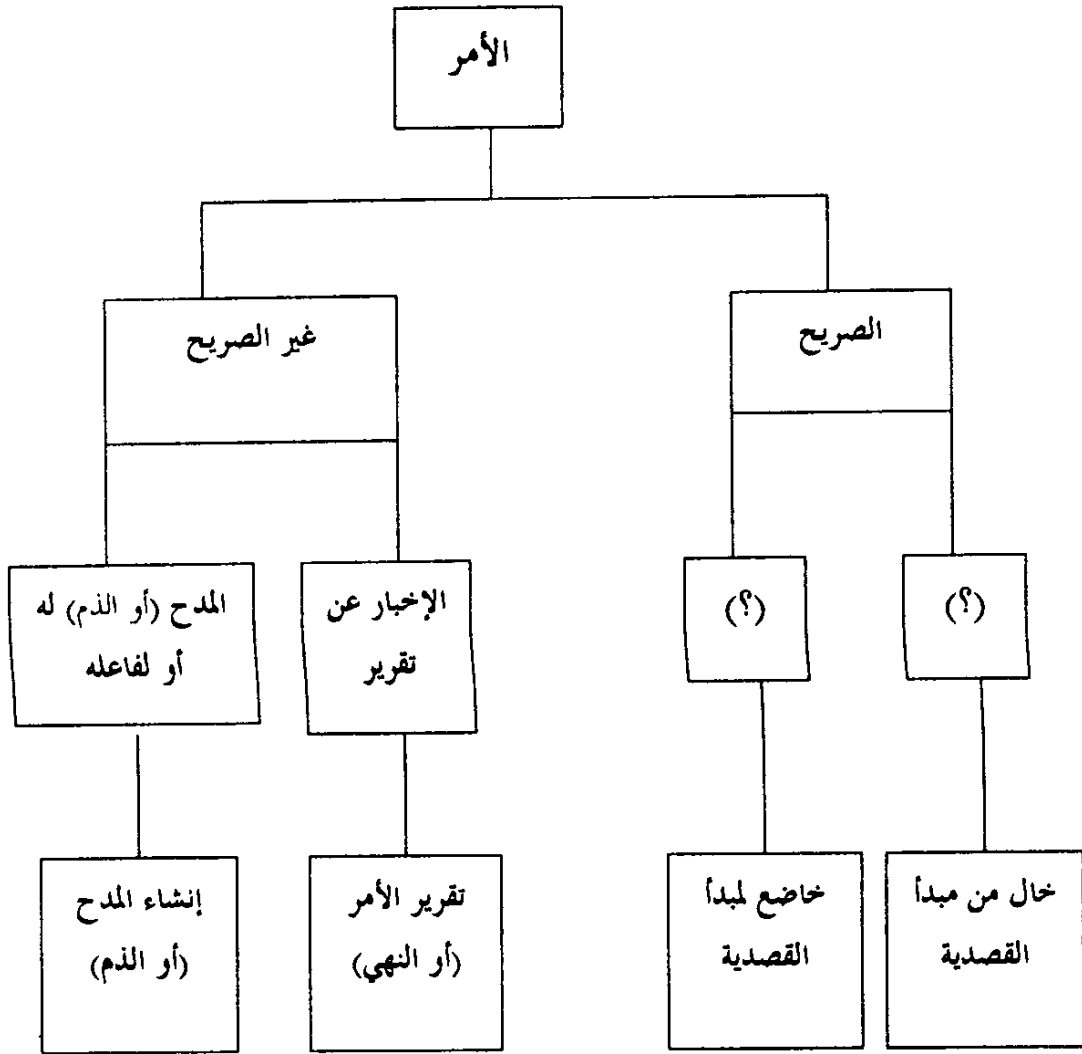 الأمر
الصريح
غير الصريح
(؟)
(؟)
الإخبار عن
تقرير
المدح (أو الذم) له
أو لفاعله
خال من مبدأ
القصدية
خاضع لمبدأ
القصدية
تقرير الأمر
(أو النهي)
إنشاء المدح
(أو الذم)